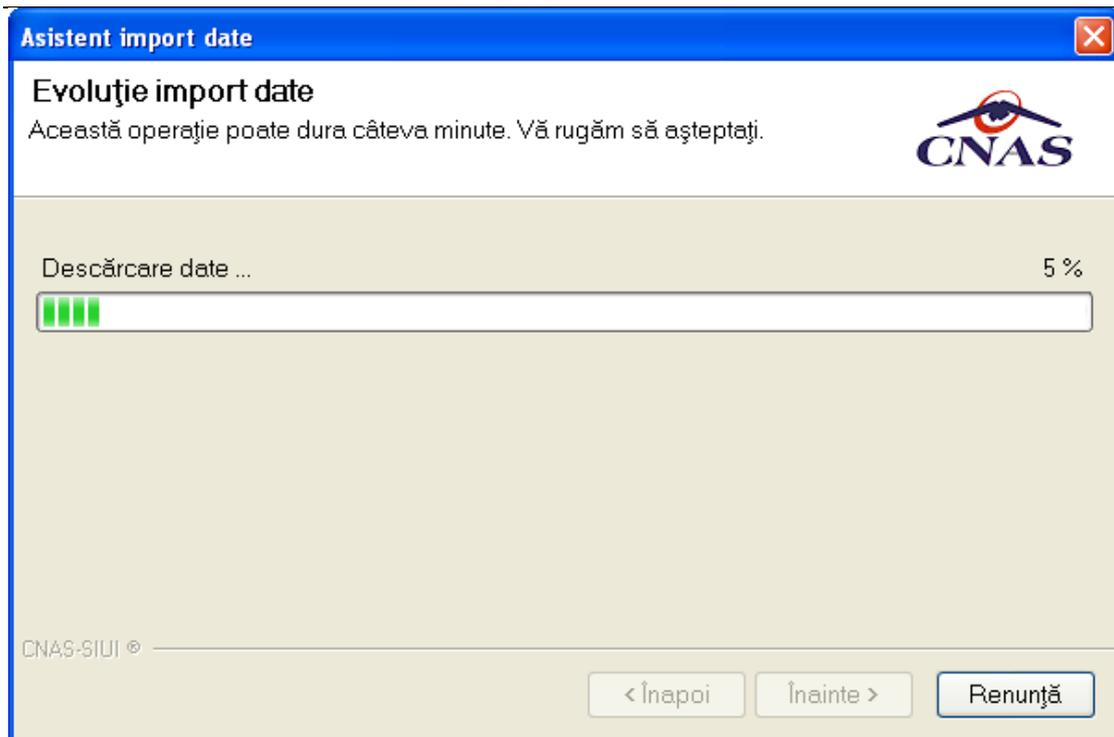 Asistent import date
Evoluţie import date
Această operaţie poate dura câteva minute. Vă rugăm să aşteptaţi.
CNAS
Descărcare date ... 5 %
CNAS-SIUI ®
< Înapoi Înainte > Renunţă